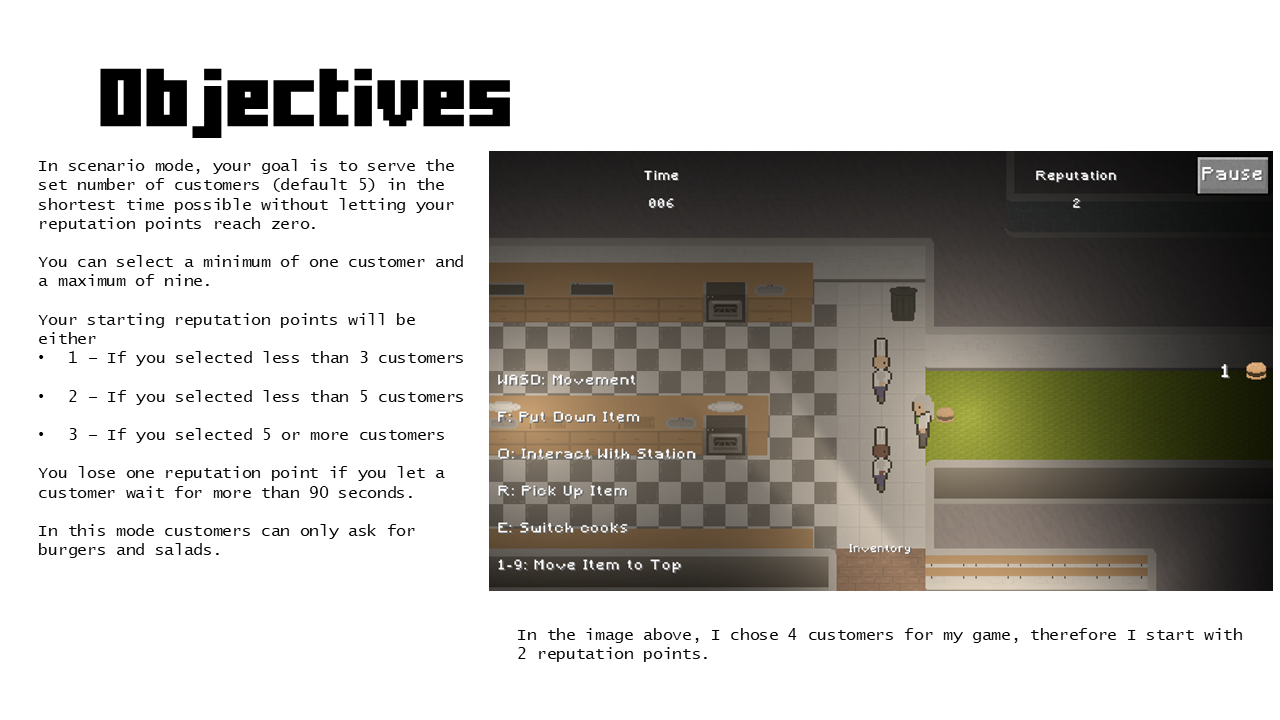 Objectives
In scenario mode, your goal is to serve the
set number of customers (default 5) in the
shortest time possible without letting your
reputation points reach zero.
You can select a minimum of one customer and
a maximum of nine.
Your starting reputation points will be
either
• 1 – If you selected less than 3 customers
• 2 – If you selected less than 5 customers
• 3 – If you selected 5 or more customers
You lose one reputation point if you let a
customer wait for more than 90 seconds.
In this mode customers can only ask for
burgers and salads.
Time
006
Reputation
2
Pause
1
WASD: Movement
F: Put Down Item
Q: Interact With Station
R: Pick Up Item
E: Switch cooks
1-9: Move Item to Top
Inventory
In the image above, I chose 4 customers for my game, therefore I start with
2 reputation points.